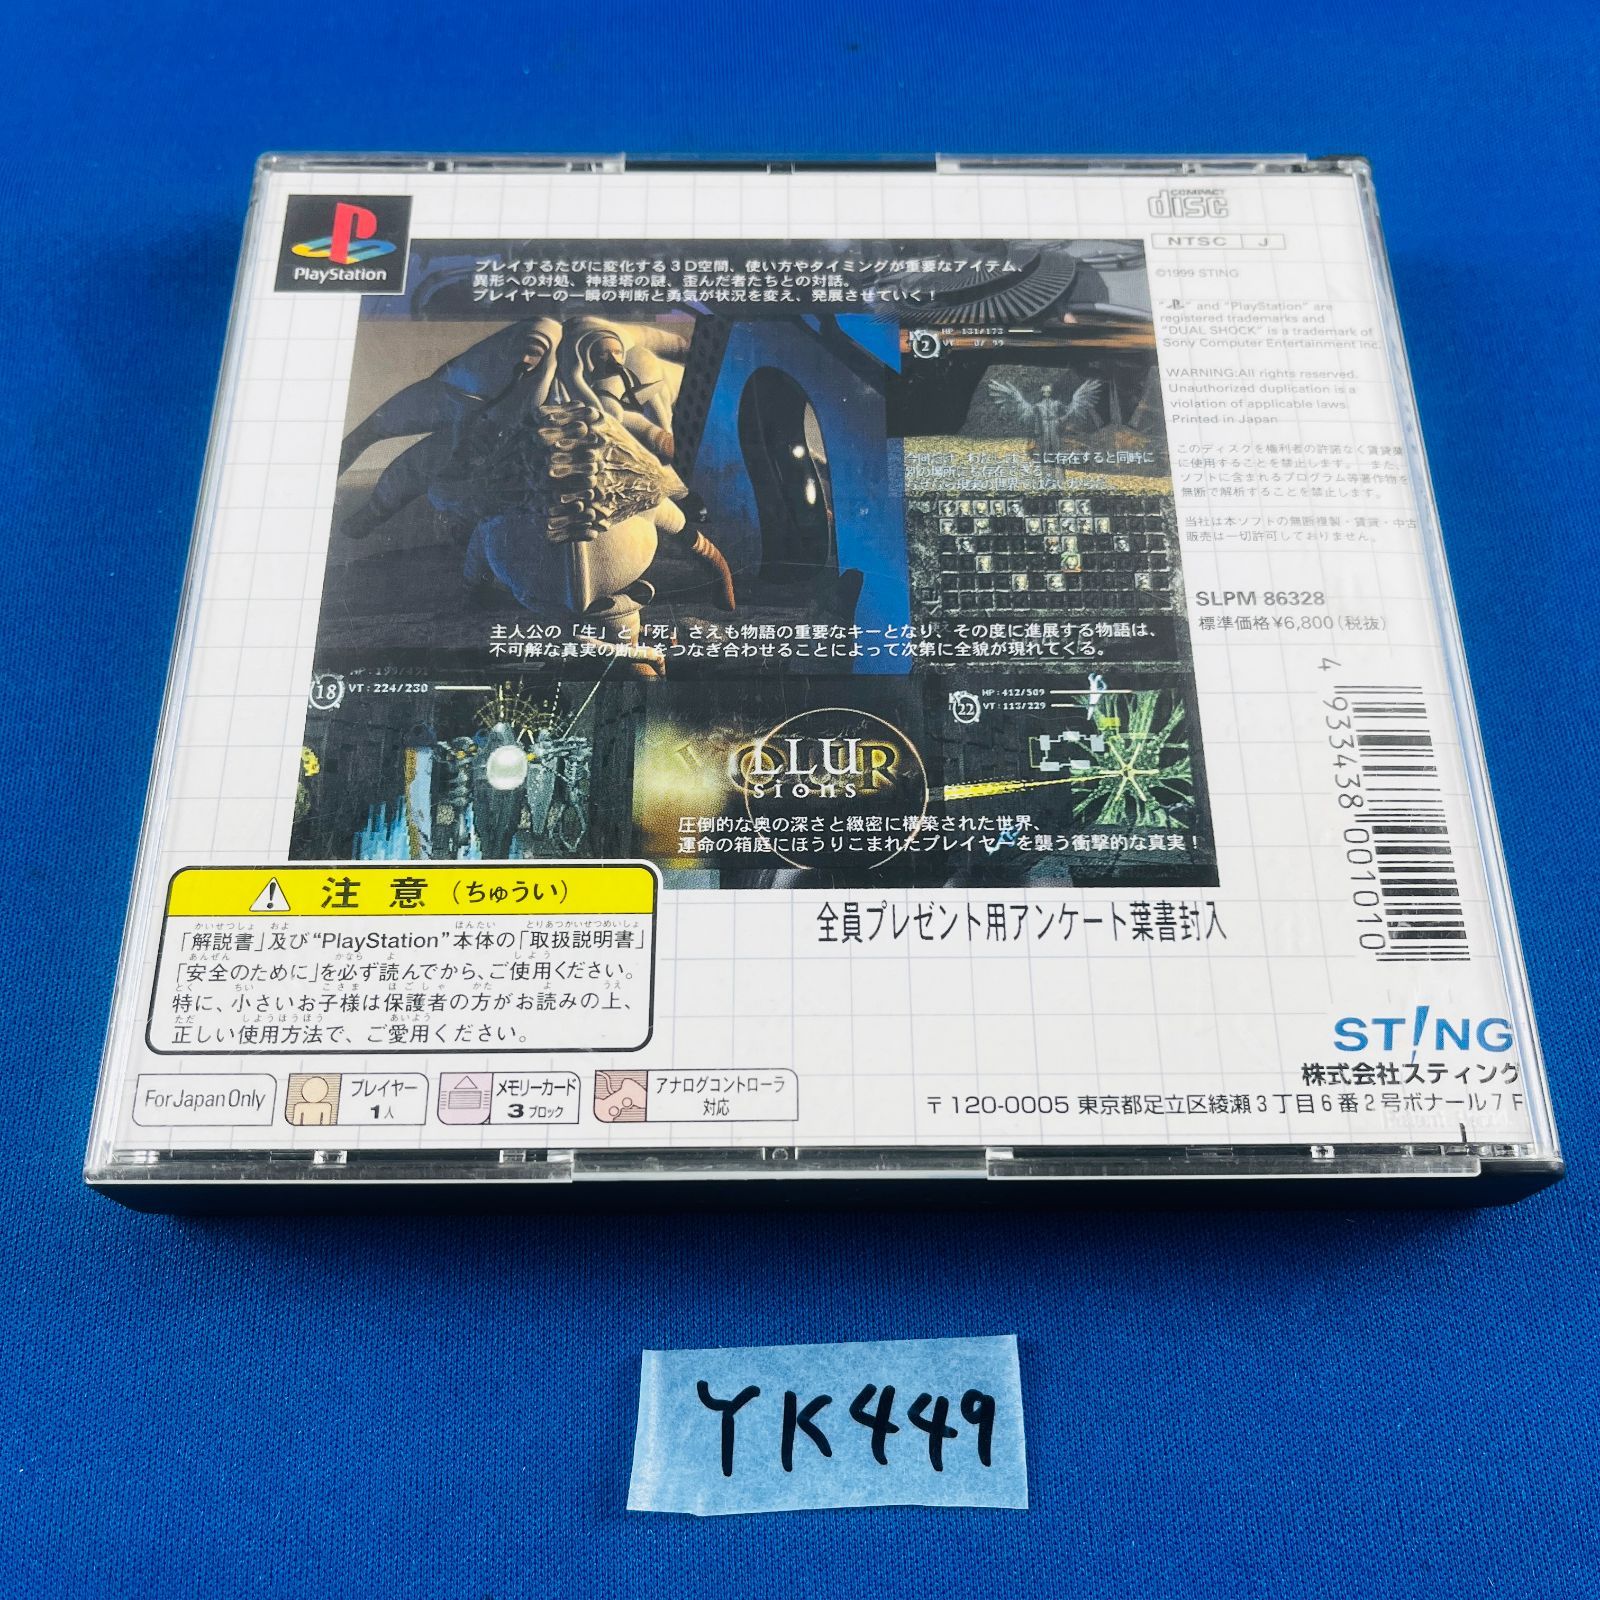 PlayStation
COMPACT
disc
NTSC J
プレイするたびに変化する3D空間、使い方やタイミングが重要なアイテム、
異形への対処、神経塔の謎、歪んだ者たちとの対話。
プレイヤーの一瞬の判断と勇気が状況を変え、発展させていく!
©1999 STING
"PS" and "PlayStation" are
registered trademarks and
"DUAL SHOCK" is a trademark of
Sony Computer Entertainment Inc.
WARNING:All rights reserved.
Unauthorized duplication is a
violation of applicable laws.
Printed in Japan
このディスクを権利者の許諾なく賃貸業
に使用することを禁止します。また、
ソフトに含まれるプログラム等著作物を
無断で解析することを禁止します。
当社は本ソフトの無断複製・賃貸・中古
販売は一切許可しておりません。
SLPM 86328
標準価格¥6,800(税抜)
2
HP 131/173
VT
主人公の「生」と「死」さえも物語の重要なキーとなり、その度に進展する物語は、
不可解な真実の断片をつなぎ合わせることによって次第に全貌が現れてくる。
18
VT:224/230
22
HP:412/509
VT:113/229
LLU
sions
圧倒的な奥の深さと緻密に構築された世界、
運命の箱庭にほうりこまれたプレイヤーを襲う衝撃的な真実!
4 933438 001010
全員プレゼント用アンケート葉書封入
注意(ちゅうい)
「解説書」及び"PlayStation"本体の「取扱説明書」
「安全のために」を必ず読んでから、ご使用ください。
特に、小さいお子様は保護者の方がお読みの上、
正しい使用方法で、ご愛用ください。
For Japan Only
プレイヤー
1人
メモリーカード
3ブロック
アナログコントローラ
対応
ST!NG
株式会社スティング
〒120-0005 東京都足立区綾瀬3丁目6番2号ボナール7F
YK449